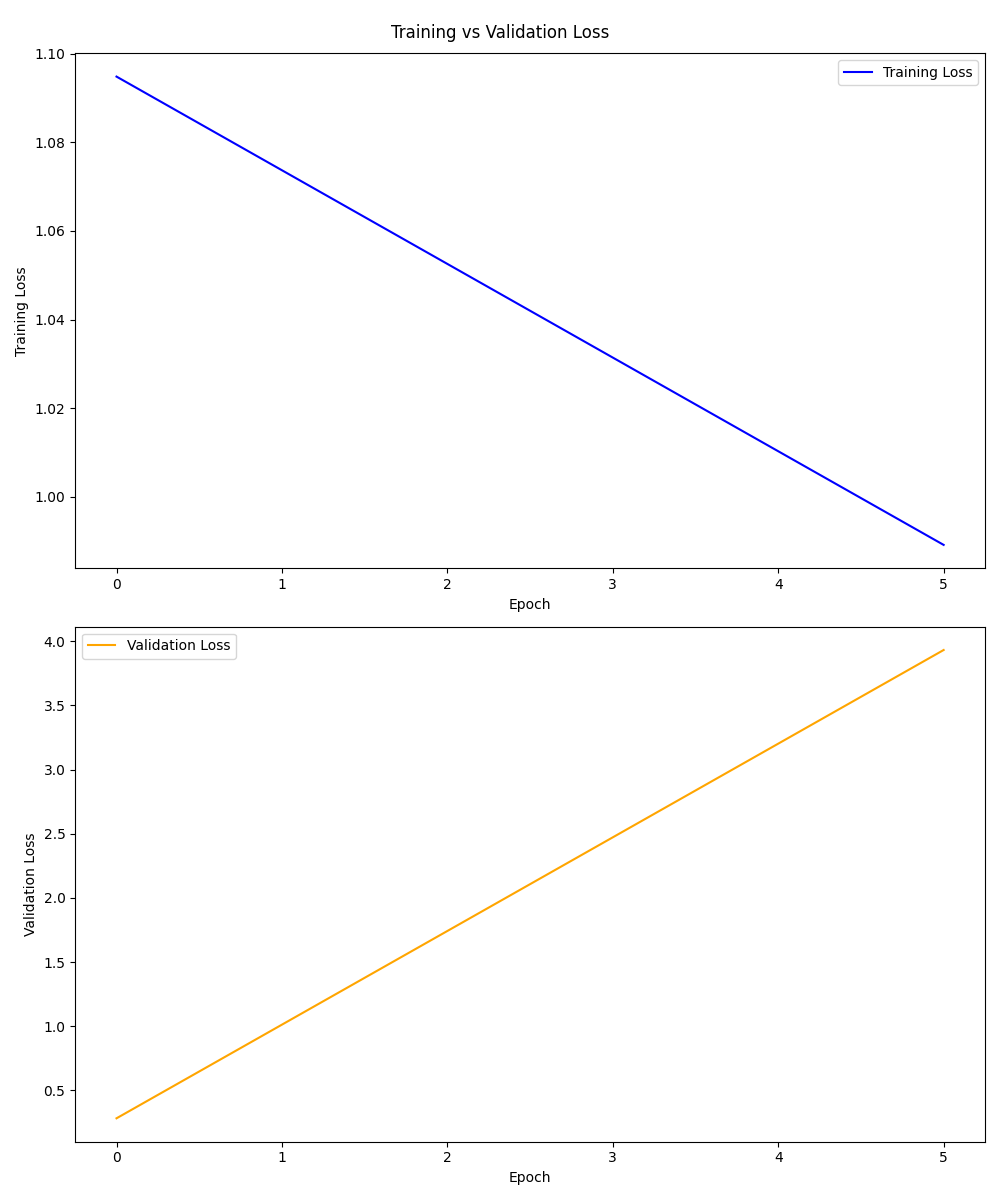 Training vs Validation Loss
1.10
1.08
1.06
1.04
1.02
1.00
Training Loss
Training Loss
0 1 2 3 4 5
Epoch
4.0
3.5
3.0
2.5
2.0
1.5
1.0
0.5
Validation Loss
Validation Loss
0 1 2 3 4 5
Epoch